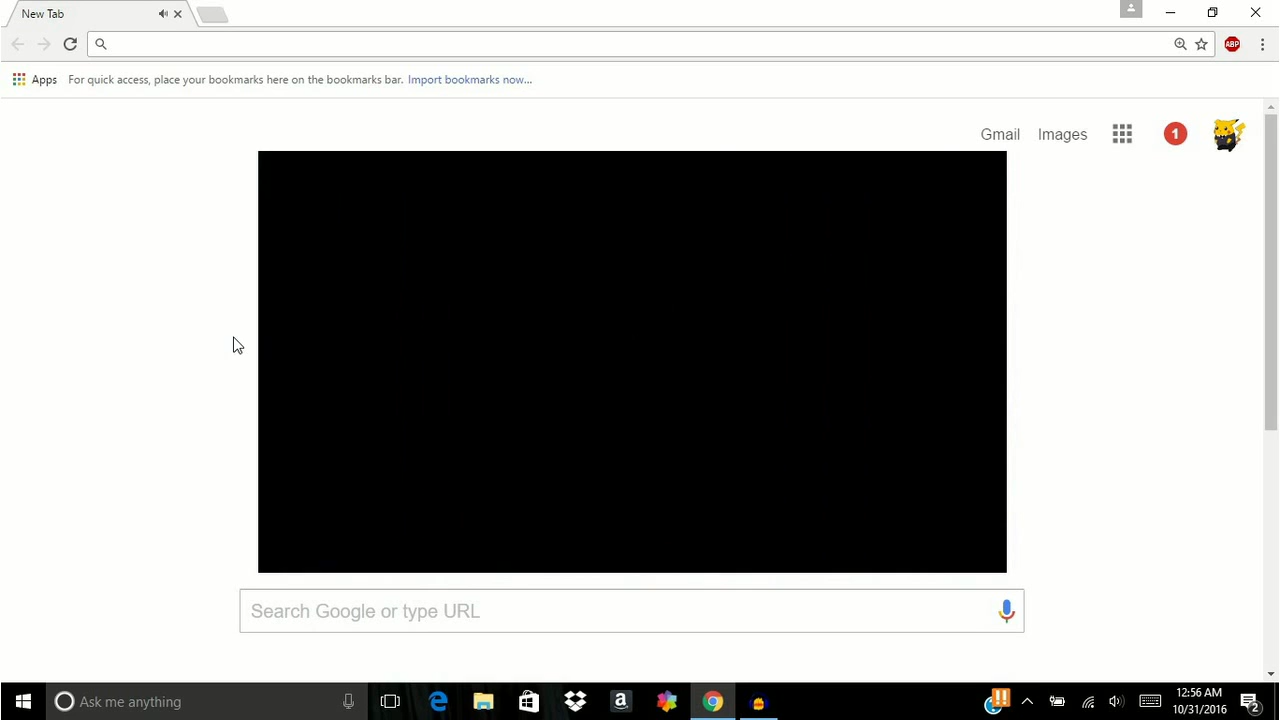 New Tab
ABP
Apps For quick access, place your bookmarks here on the bookmarks bar. Import bookmarks now...
Gmail Images 1
Search Google or type URL
Ask me anything
12:56 AM
10/31/2016
2